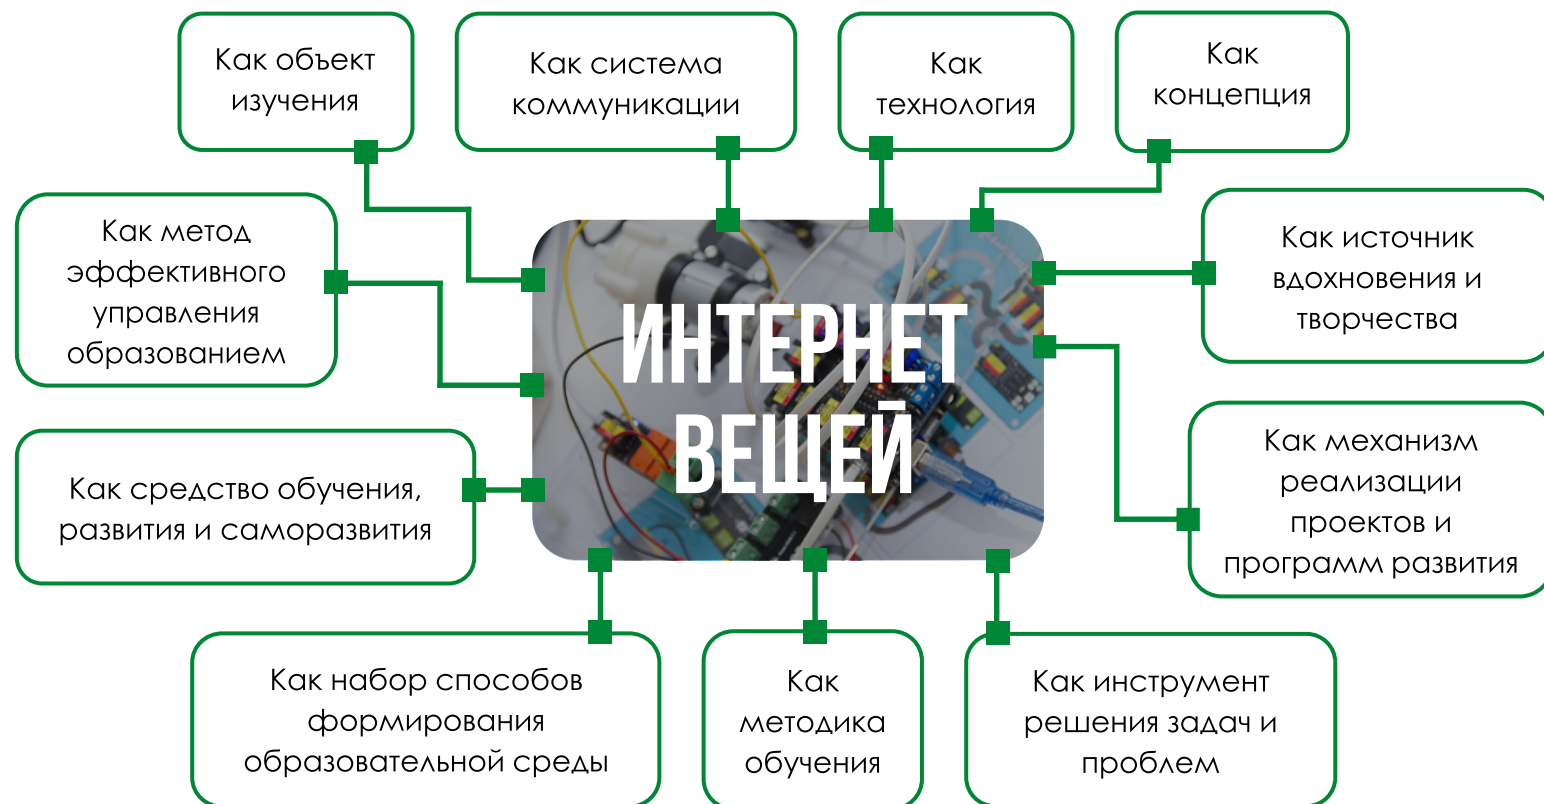 Как объект
изучения
Как система
коммуникации
Как
технология
Как
концепция
Как метод
эффективного
управления
образованием
Как источник
вдохновения и
творчества
ИНТЕРНЕТ
ВЕЩЕЙ
Как средство обучения,
развития и саморазвития
Как механизм
реализации
проектов и
программ развития
Как набор способов
формирования
образовательной среды
Как
методика
обучения
Как инструмент
решения задач и
проблем